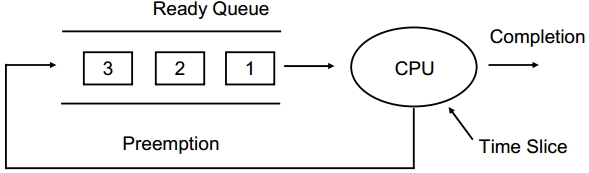 Ready Queue
Completion
3 2 1
CPU
Preemption
Time Slice